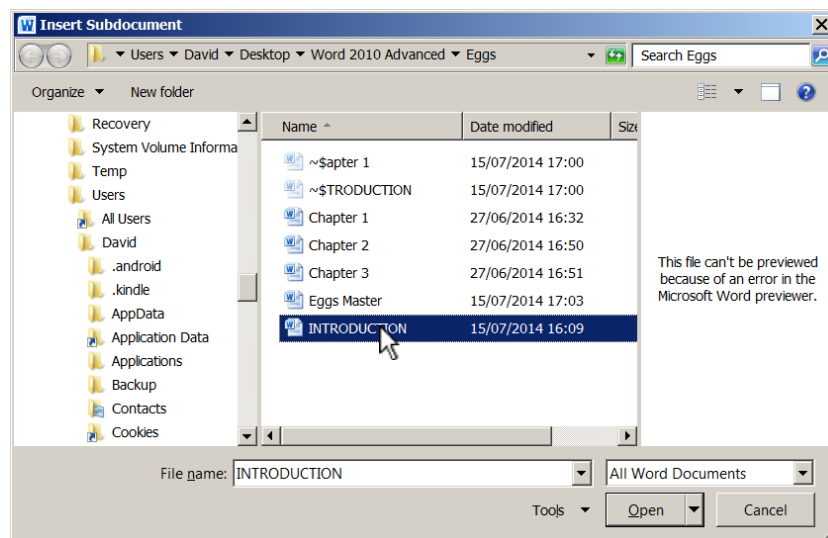 Insert Subdocument
Users David Desktop Word 2010 Advanced Eggs Search Eggs
Organize New folder
Recovery
System Volume Informa
Temp
Users
All Users
David
.android
.kindle
AppData
Application Data
Applications
Backup
Contacts
Cookies
Name Date modified Size
~$apter 1 15/07/2014 17:00
~$TRODUCTION 15/07/2014 17:00
Chapter 1 27/06/2014 16:32
Chapter 2 27/06/2014 16:50
Chapter 3 27/06/2014 16:51
Eggs Master 15/07/2014 17:03
INTRODUCTION 15/07/2014 16:09
This file can't be previewed
because of an error in the
Microsoft Word previewer.
File name: INTRODUCTION All Word Documents
Tools Open Cancel